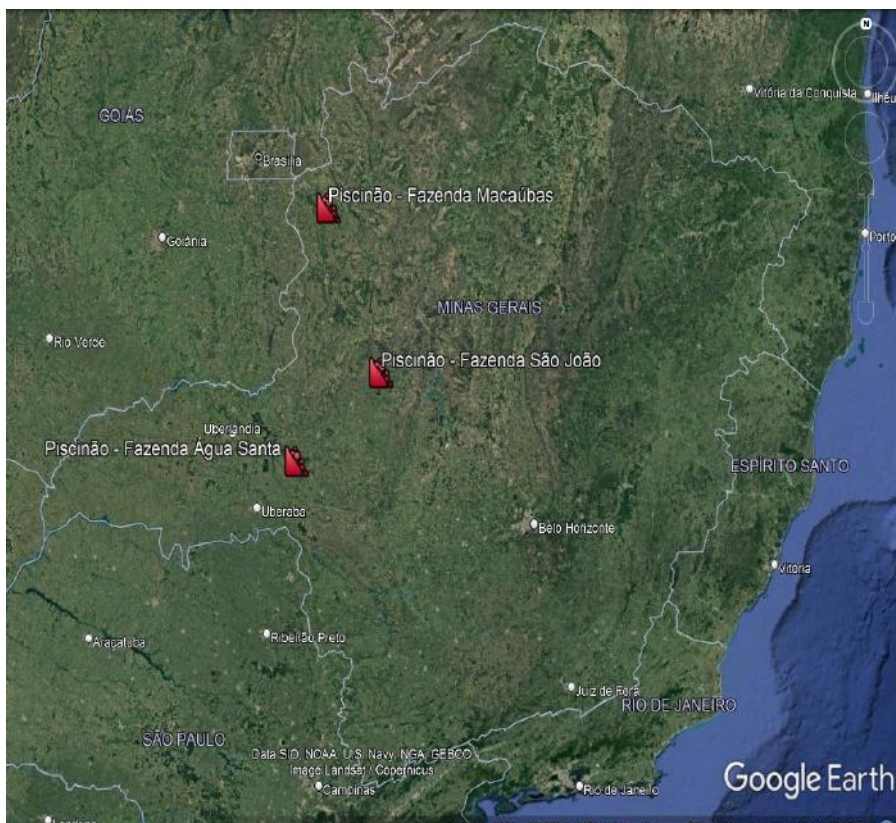 N
Vitória da Conquista
Ilhéu
GOIÁS
Brasília
Piscinão - Fazenda Macaúbas
Goiânia
Porto
MINAS GERAIS
Rio Verde
Piscinão - Fazenda São João
Uberlândia
Piscinão - Fazenda Água Santa
ESPÍRITO SANTO
Uberaba
Belo Horizonte
Vitória
Araçatuba
Ribeirão Preto
Juiz de Fora
RIO DE JANEIRO
SÃO PAULO
Data SIO, NOAA, U.S. Navy, NGA, GEBCO
Image Landsat / Copernicus
Google Earth
Campinas
Rio de Janeiro